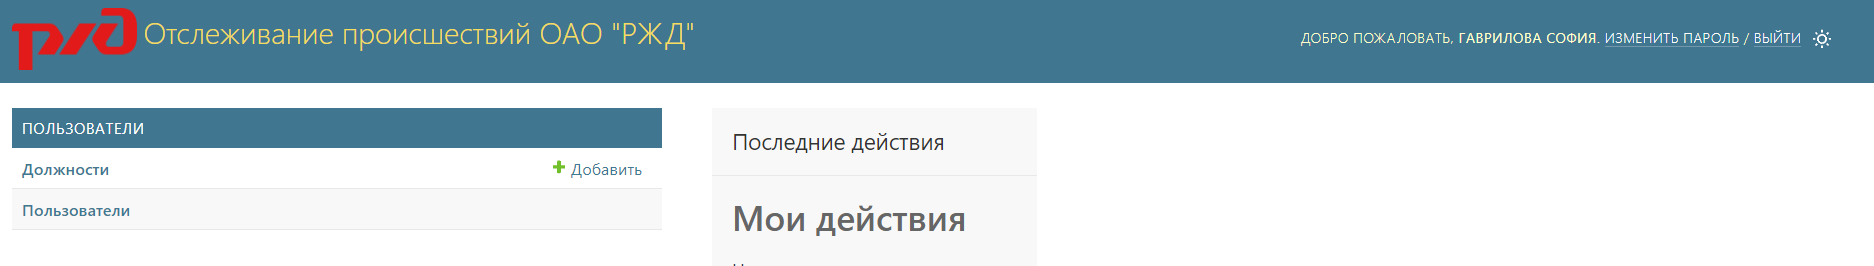 ржд Отслеживание происшествий ОАО "РЖД"
ДОБРО ПОЖАЛОВАТЬ, ГАВРИЛОВА СОФИЯ. ИЗМЕНИТЬ ПАРОЛЬ / ВЫЙТИ
ПОЛЬЗОВАТЕЛИ
Должности Добавить
Пользователи
Последние действия
Мои действия